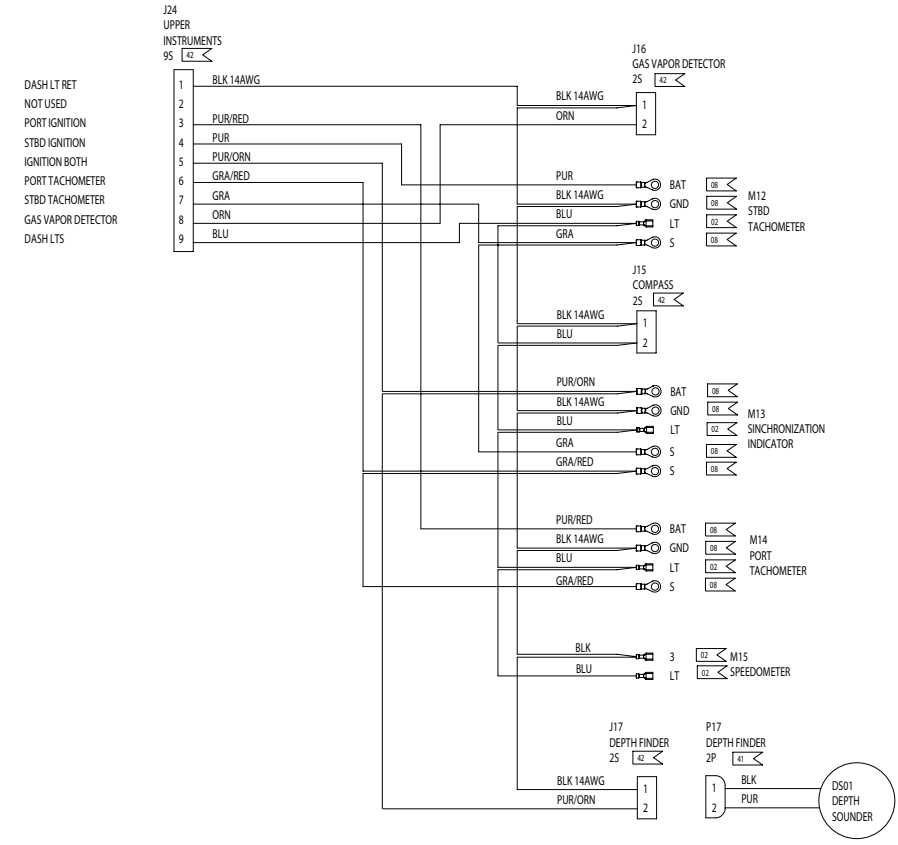 J24
UPPER
INSTRUMENTS
9S 42
DASH LT RET 1 BLK 14AWG
NOT USED 2
PORT IGNITION 3 PUR/RED
STBD IGNITION 4 PUR
IGNITION BOTH 5 PUR/ORN
PORT TACHOMETER 6 GRA/RED
STBD TACHOMETER 7 GRA
GAS VAPOR DETECTOR 8 ORN
DASH LTS 9 BLU
J16
GAS VAPOR DETECTOR
2S 42
BLK 14AWG 1
ORN 2
PUR BAT 08
BLK 14AWG GND 08
BLU LT 02
GRA S 08
M12
STBD
TACHOMETER
J15
COMPASS
2S 42
BLK 14AWG 1
BLU 2
PUR/ORN BAT 08
BLK 14AWG GND 08
BLU LT 02
GRA S 08
GRA/RED S 08
M13
SINCHRONIZATION
INDICATOR
PUR/RED BAT 08
BLK 14AWG GND 08
BLU LT 02
GRA/RED S 08
M14
PORT
TACHOMETER
BLK 3 02
BLU LT 02
M15
SPEEDOMETER
J17
DEPTH FINDER
2S 42
BLK 14AWG 1
PUR/ORN 2
P17
DEPTH FINDER
2P 41
1 BLK
2 PUR
DS01
DEPTH
SOUNDER